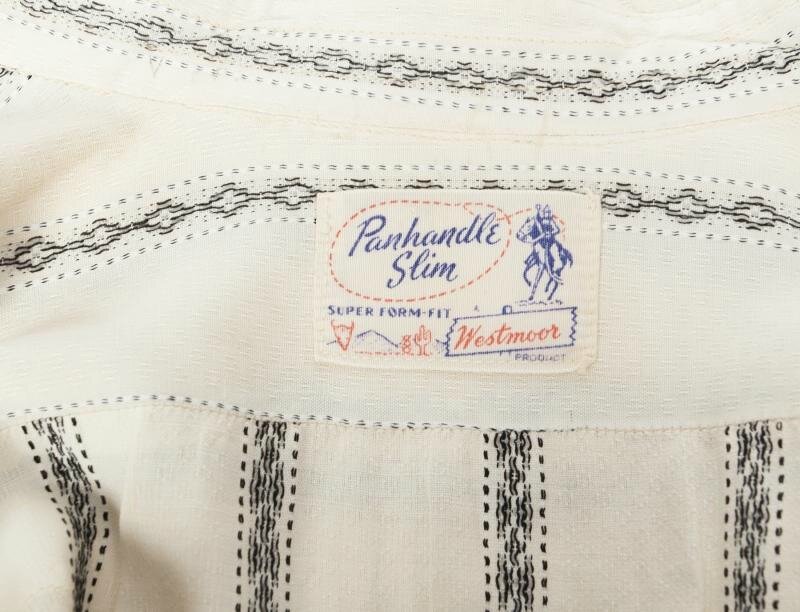 Panhandle
Slim
SUPER FORM-FIT
Westmoor
PRODUCT